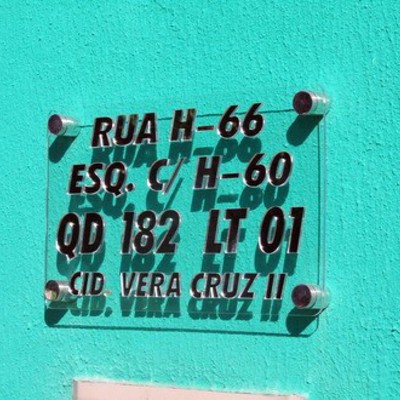 RUA H-66
ESQ. C/ H-60
QD 182 LT 01
CID. VERA CRUZ II